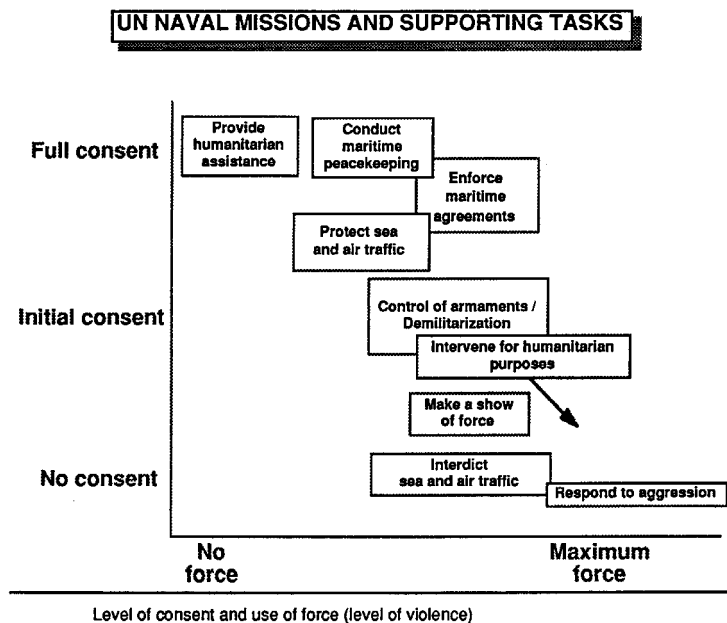 UN NAVAL MISSIONS AND SUPPORTING TASKS
Full consent
Provide
humanitarian
assistance
Conduct
maritime
peacekeeping
Enforce
maritime
agreements
Protect sea
and air traffic
Initial consent
Control of armaments /
Demilitarization
Intervene for humanitarian
purposes
Make a show
of force
No consent
Interdict
sea and air traffic
Respond to aggression
No
force
Maximum
force
Level of consent and use of force (level of violence)